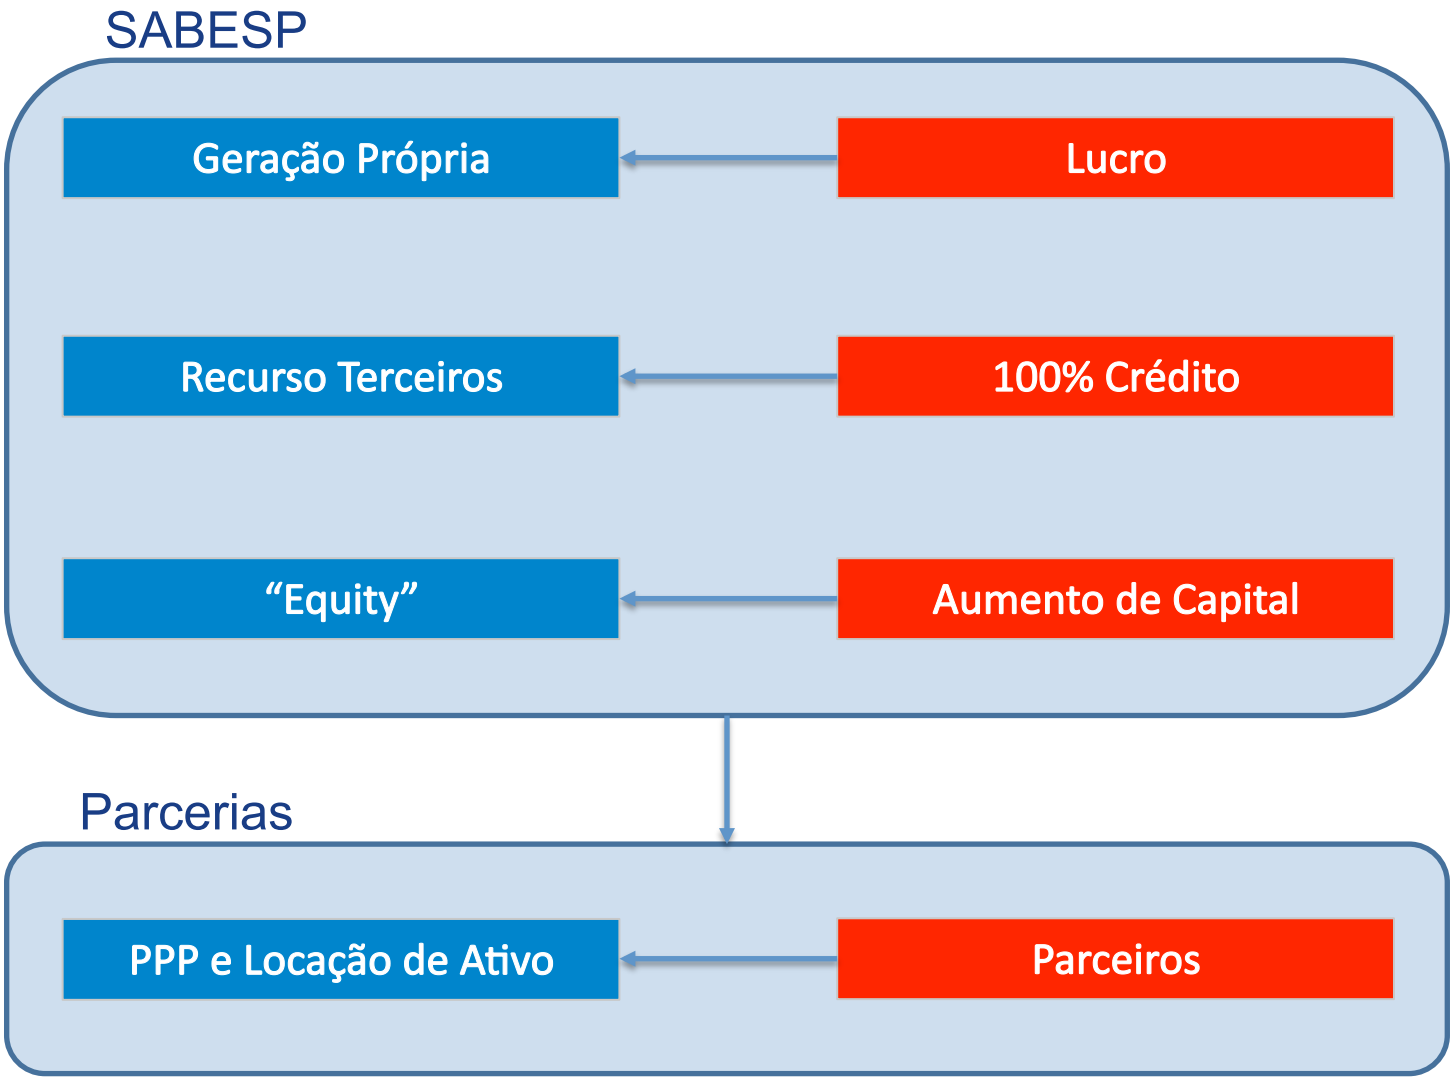 SABESP
Geração Própria
Lucro
Recurso Terceiros
100% Crédito
“Equity”
Aumento de Capital
Parcerias
PPP e Locação de Ativo
Parceiros